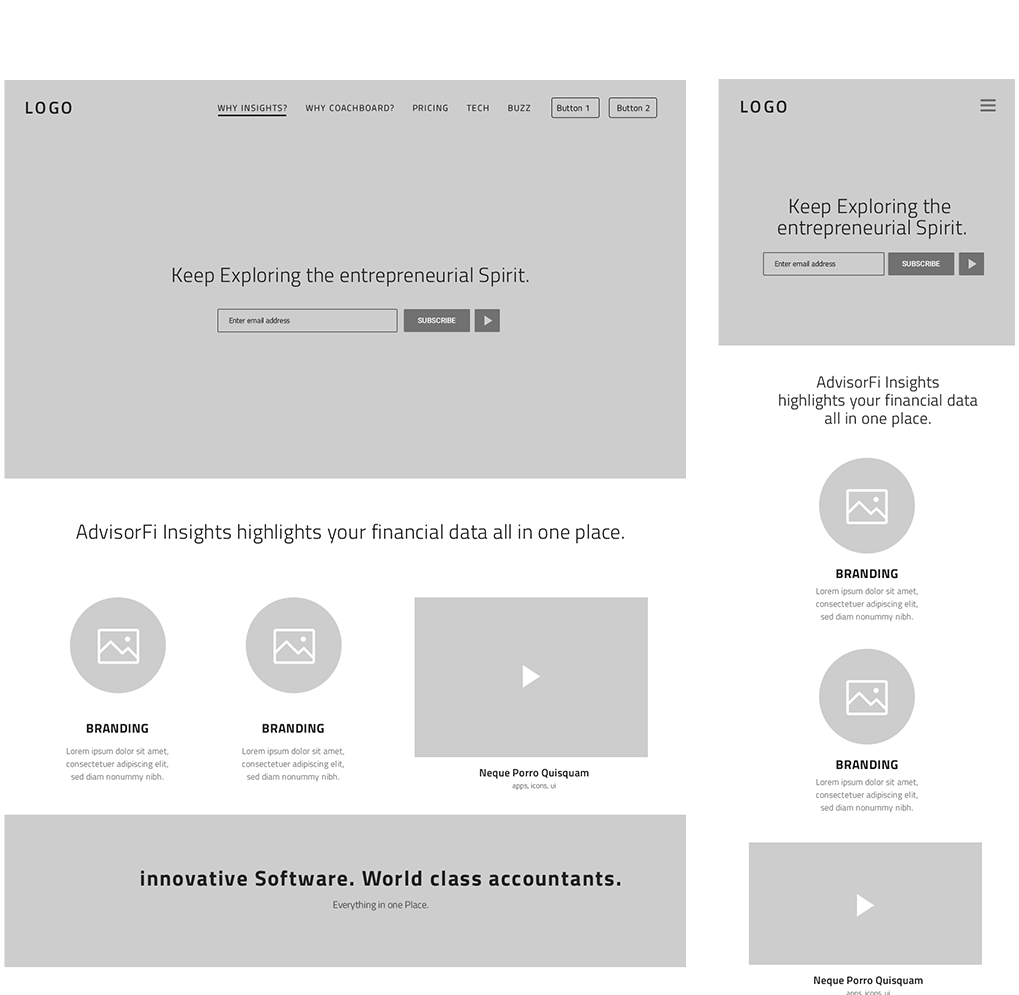 LOGO
WHY INSIGHTS? WHY COACHBOARD? PRICING TECH BUZZ Button 1 Button 2
Keep Exploring the entrepreneurial Spirit.
Enter email address SUBSCRIBE
AdvisorFi Insights highlights your financial data all in one place.
BRANDING
Lorem ipsum dolor sit amet,
consectetuer adipiscing elit,
sed diam nonummy nibh.
BRANDING
Lorem ipsum dolor sit amet,
consectetuer adipiscing elit,
sed diam nonummy nibh.
Neque Porro Quisquam
apps, icons, ui
innovative Software. World class accountants.
Everything in one Place.
LOGO
Keep Exploring the
entrepreneurial Spirit.
Enter email address SUBSCRIBE
AdvisorFi Insights
highlights your financial data
all in one place.
BRANDING
Lorem ipsum dolor sit amet,
consectetuer adipiscing elit,
sed diam nonummy nibh.
BRANDING
Lorem ipsum dolor sit amet,
consectetuer adipiscing elit,
sed diam nonummy nibh.
Neque Porro Quisquam
apps, icons, ui